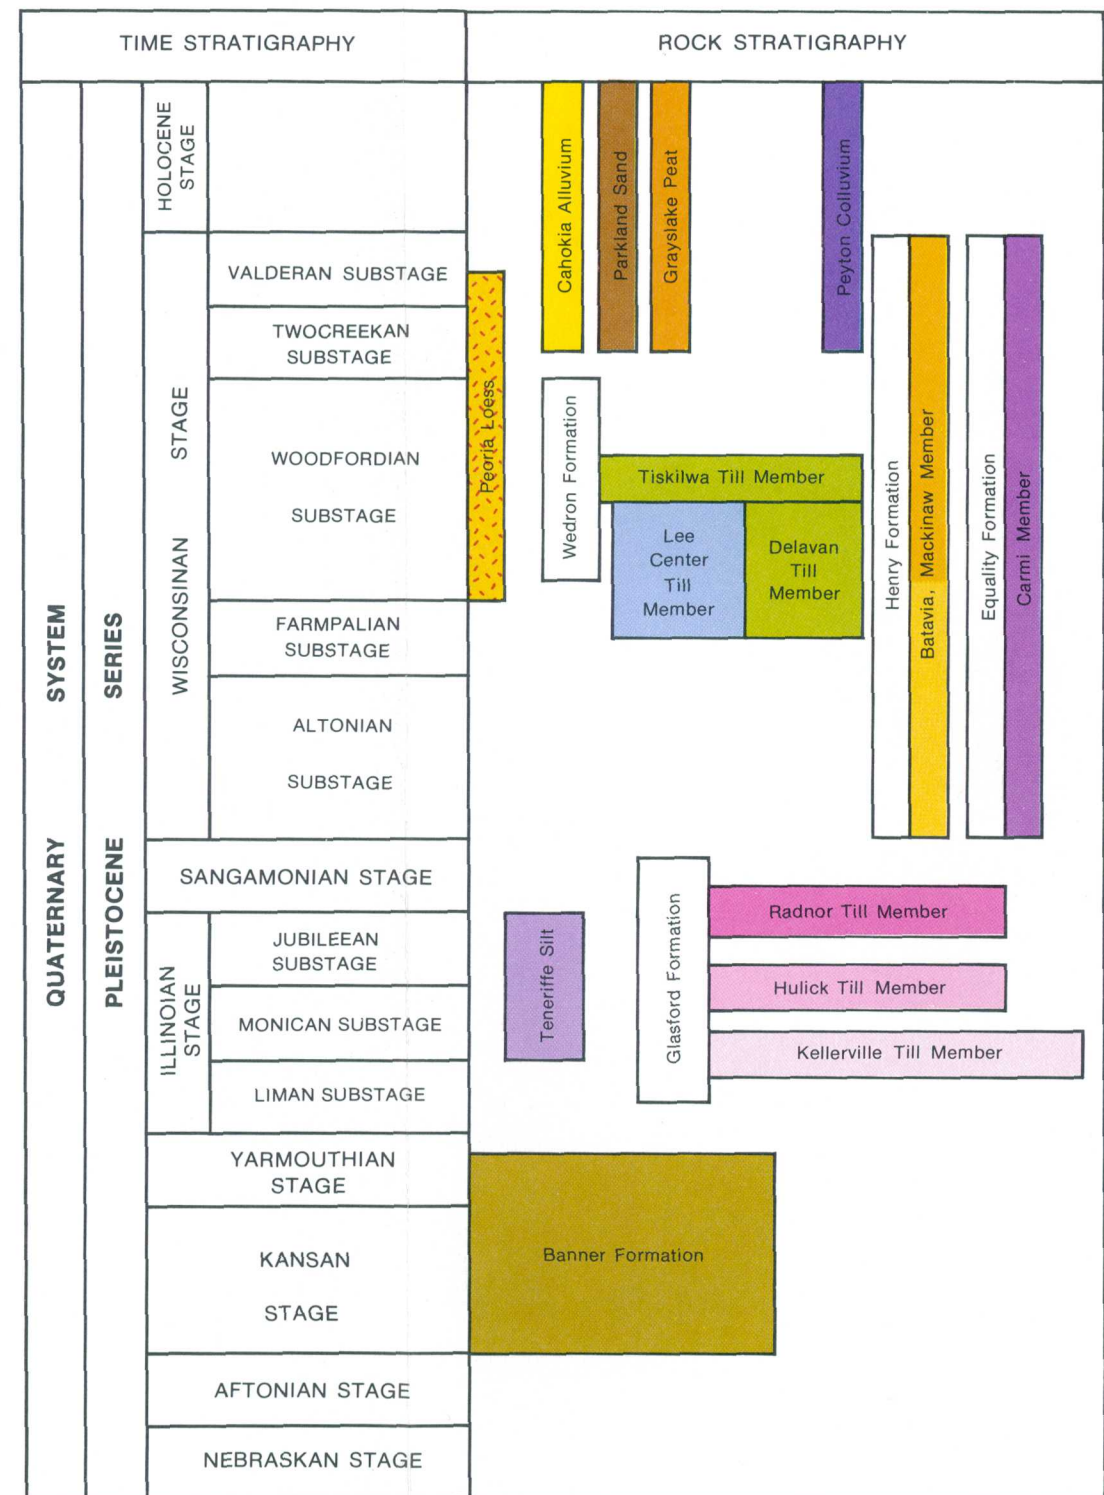 TIME STRATIGRAPHY
ROCK STRATIGRAPHY
QUATERNARY SYSTEM
PLEISTOCENE SERIES
HOLOCENE
STAGE
WISCONSINAN STAGE
VALDERAN SUBSTAGE
TWOCREEKAN
SUBSTAGE
WOODFORDIAN
SUBSTAGE
FARMPALIAN
SUBSTAGE
ALTONIAN
SUBSTAGE
SANGAMONIAN STAGE
ILLINOIAN
STAGE
JUBILEEAN
SUBSTAGE
MONICAN SUBSTAGE
LIMAN SUBSTAGE
YARMOUTHIAN
STAGE
KANSAN
STAGE
AFTONIAN STAGE
NEBRASKAN STAGE
Peoria Loess
Cahokia Alluvium
Parkland Sand
Grayslake Peat
Peyton Colluvium
Wedron Formation
Tiskilwa Till Member
Lee
Center
Till
Member
Delavan
Till
Member
Henry Formation
Batavia, Mackinaw Member
Equality Formation
Carmi Member
Teneriffe Silt
Glasford Formation
Radnor Till Member
Hulick Till Member
Kellerville Till Member
Banner Formation